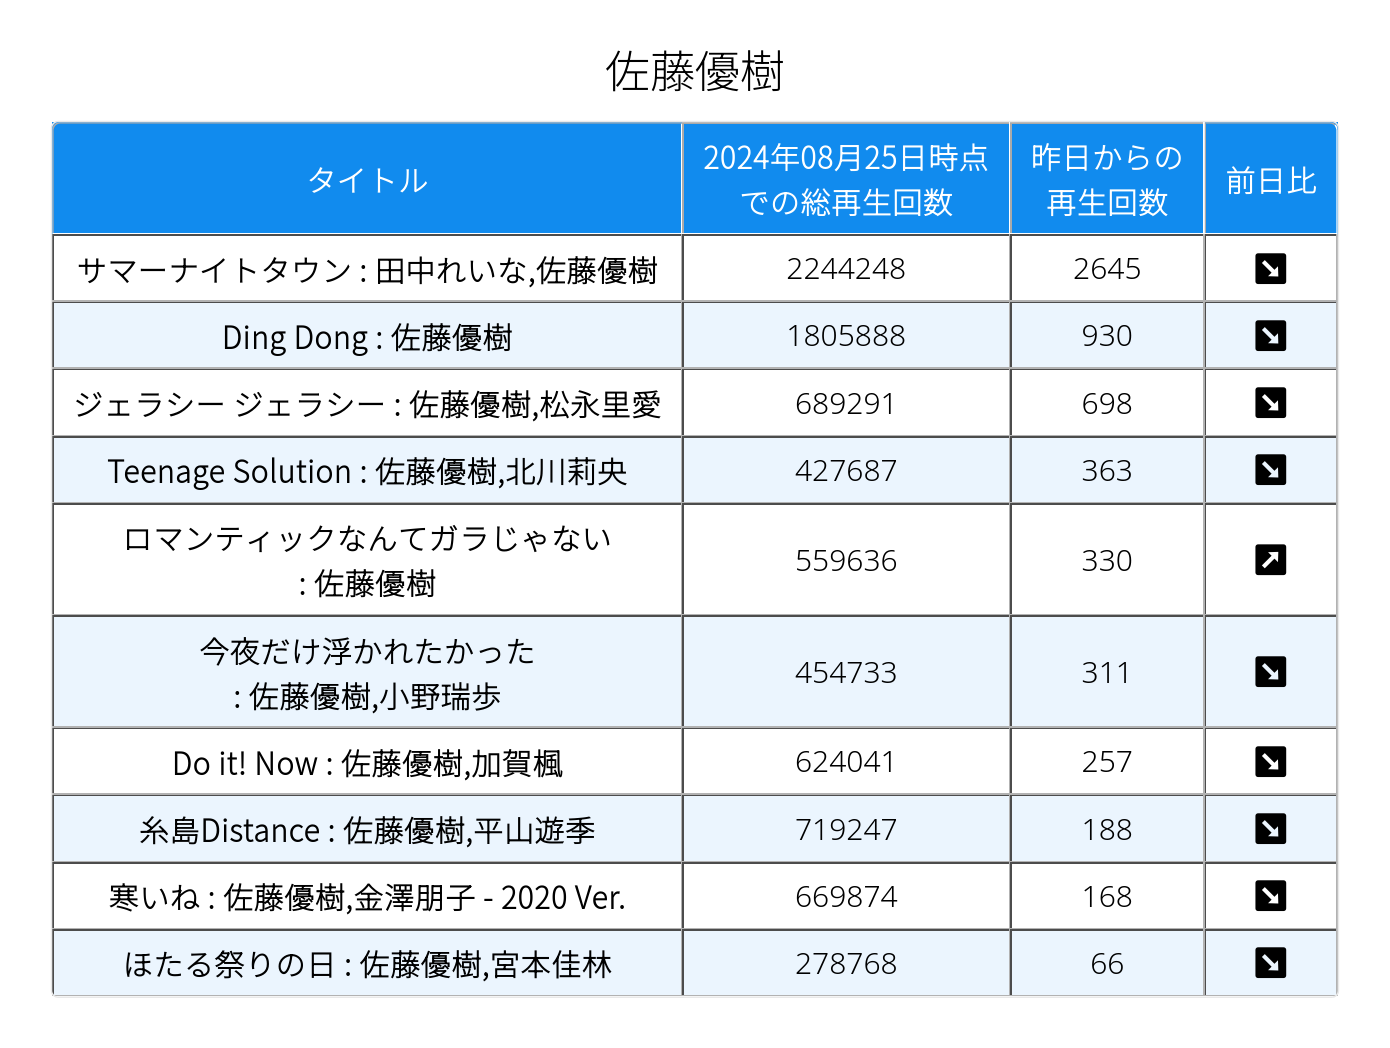 佐藤優樹
タイトル
2024年08月25日時点
での総再生回数
昨日からの
再生回数
前日比
サマーナイトタウン : 田中れいな,佐藤優樹 2244248 2645 ↘
Ding Dong : 佐藤優樹 1805888 930 ↘
ジェラシー ジェラシー : 佐藤優樹,松永里愛 689291 698 ↘
Teenage Solution : 佐藤優樹,北川莉央 427687 363 ↘
ロマンティックなんてガラじゃない
: 佐藤優樹 559636 330 ↗
今夜だけ浮かれたかった
: 佐藤優樹,小野瑞歩 454733 311 ↘
Do it! Now : 佐藤優樹,加賀楓 624041 257 ↘
糸島Distance : 佐藤優樹,平山遊季 719247 188 ↘
寒いね : 佐藤優樹,金澤朋子 - 2020 Ver. 669874 168 ↘
ほたる祭りの日 : 佐藤優樹,宮本佳林 278768 66 ↘